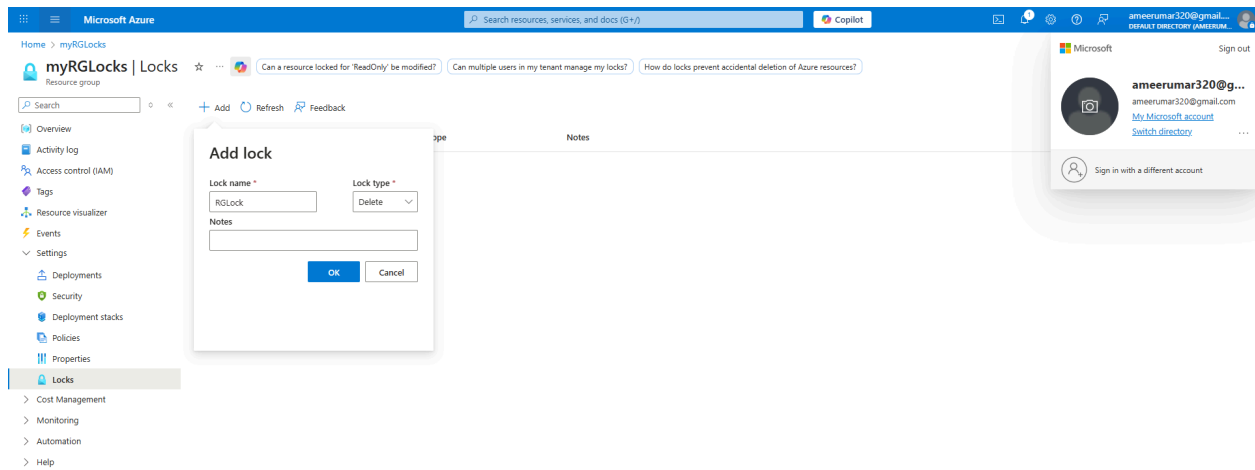 Microsoft Azure
Search resources, services, and docs (G+/)
Copilot
1
ameerumar320@gmail....
DEFAULT DIRECTORY (AMEERUM...
Home > myRGLocks
myRGLocks | Locks
Resource group
Can a resource locked for 'ReadOnly' be modified?
Can multiple users in my tenant manage my locks?
How do locks prevent accidental deletion of Azure resources?
Search
Add
Refresh
Feedback
Overview
Activity log
Access control (IAM)
Tags
Resource visualizer
Events
Settings
Deployments
Security
Deployment stacks
Policies
Properties
Locks
Cost Management
Monitoring
Automation
Help
Notes
Add lock
Lock name *
Lock type *
RGLock
Delete
Notes
OK
Cancel
Microsoft
Sign out
ameerumar320@g...
ameerumar320@gmail.com
My Microsoft account
Switch directory
...
Sign in with a different account